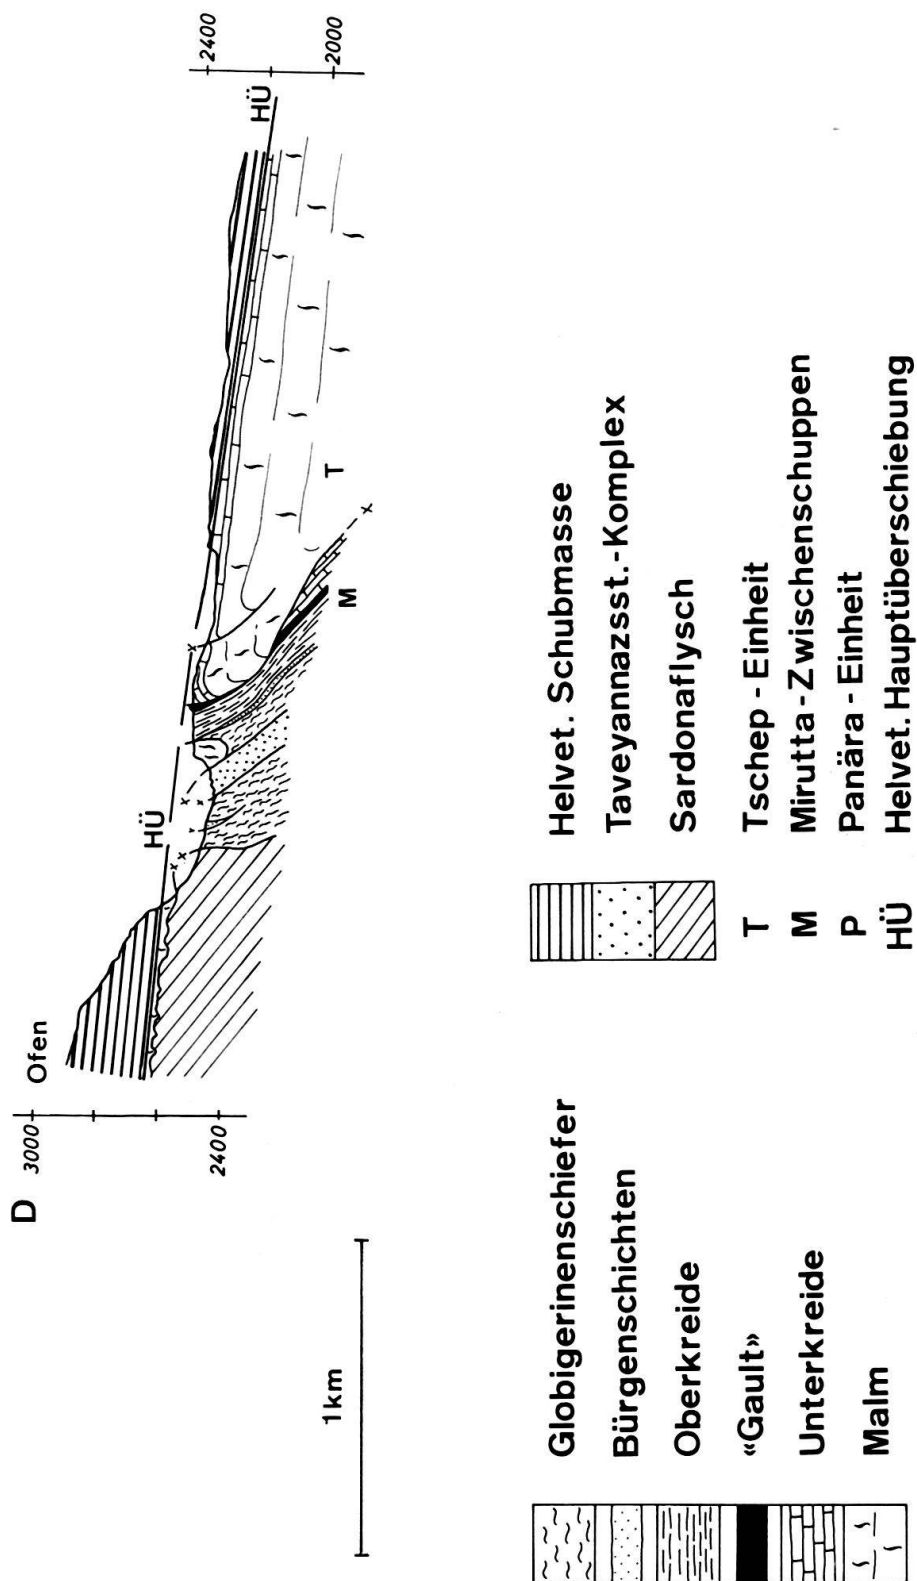 D
3000
2400
Ofen
HÜ
HÜ
2400
2000
M
T
1km
Globigerinenschiefer
Bürgenschichten
Oberkreide
«Gault»
Unterkreide
Malm
Helvet. Schubmasse
Taveyannazsst.-Komplex
Sardonaflysch
T Tschep - Einheit
M Mirutta - Zwischenschuppen
P Panära - Einheit
HÜ Helvet. Hauptüberschiebung